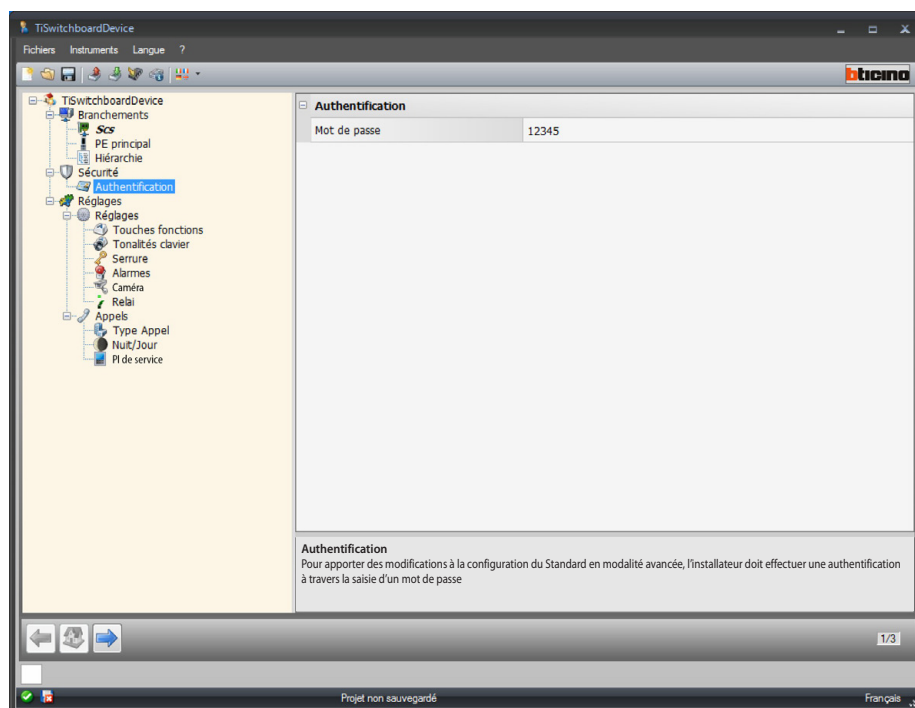 TiSwitchboardDevice
Fichiers Instruments Langue ?
bticino
TiSwitchboardDevice
Branchements
Scs
PE principal
Hiérarchie
Sécurité
Authentification
Réglages
Réglages
Touches fonctions
Tonalités clavier
Serrure
Alarmes
Caméra
Relai
Appels
Type Appel
Nuit/Jour
PI de service
Authentification
Mot de passe 12345
Authentification
Pour apporter des modifications à la configuration du Standard en modalité avancée, l'installateur doit effectuer une authentification
à travers la saisie d'un mot de passe
1/3
Projet non sauvegardé Français